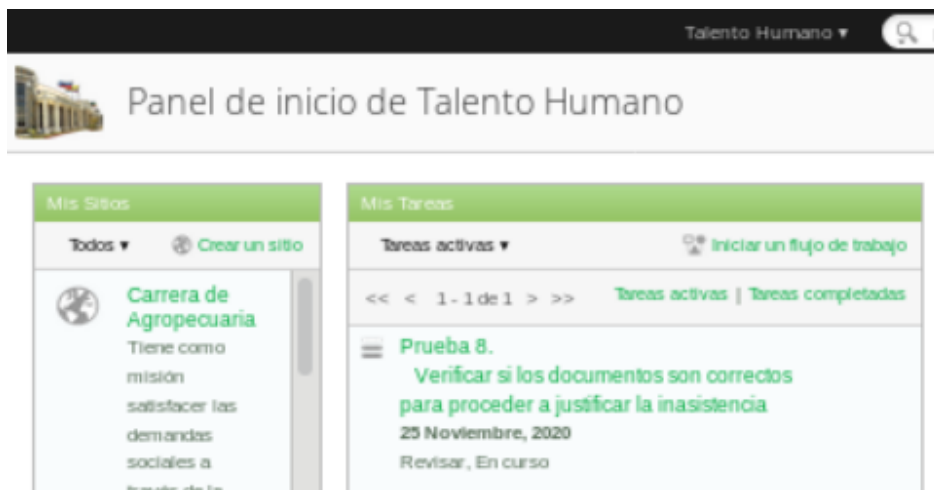 Talento Humano ▾
Panel de inicio de Talento Humano
Mis Sitios
Todos ▾ Crear un sitio
Carrera de
Agropecuaria
Tiene como
misión
satisfacer las
demandas
sociales a
través de la
Mis Tareas
Tareas activas ▾ Iniciar un flujo de trabajo
<< < 1 - 1 de 1 > >> Tareas activas | Tareas completadas
Prueba 8.
Verificar si los documentos son correctos
para proceder a justificar la inasistencia
25 Noviembre, 2020
Revisar, En curso